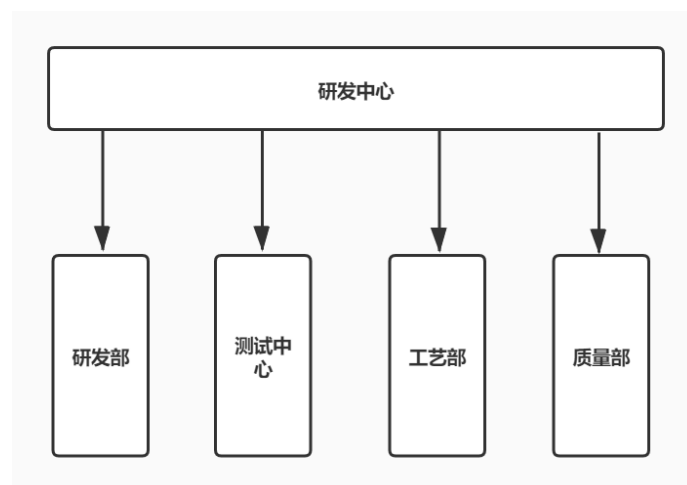 研发中心
研发部
测试中
心
工艺部
质量部